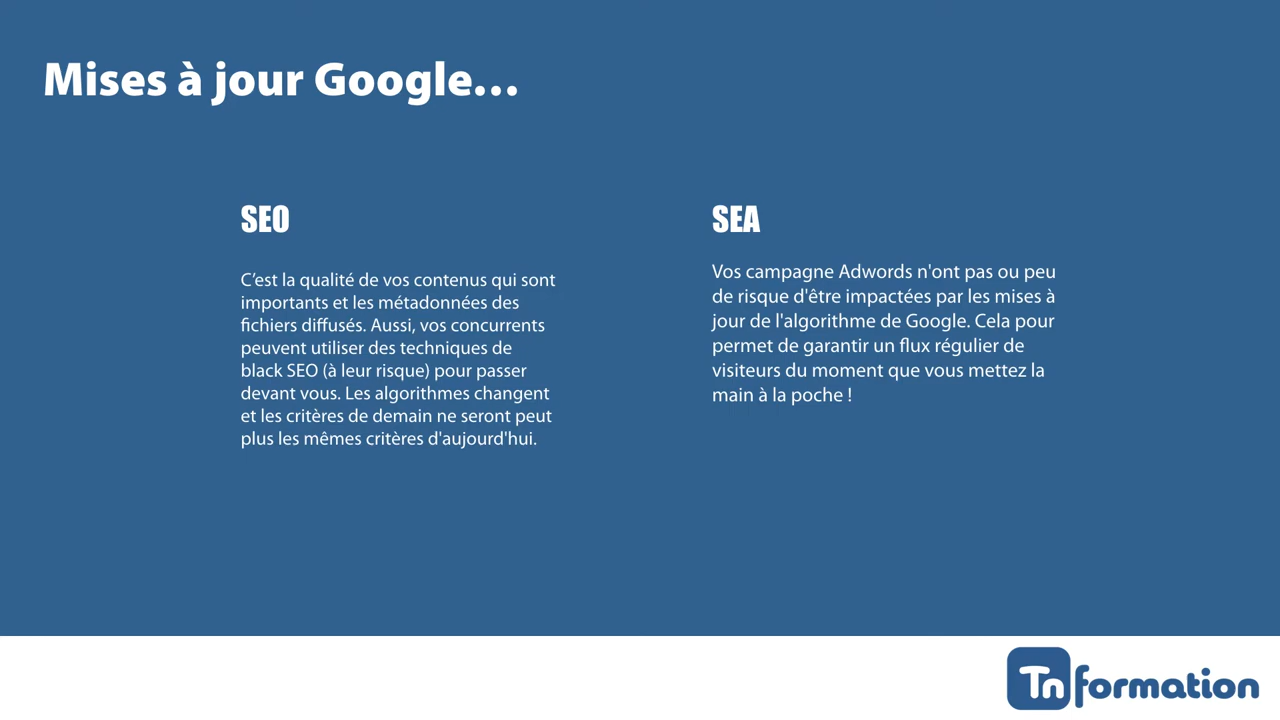 Mises à jour Google...
SEO
C’est la qualité de vos contenus qui sont
importants et les métadonnées des
fichiers diffusés. Aussi, vos concurrents
peuvent utiliser des techniques de
black SEO (à leur risque) pour passer
devant vous. Les algorithmes changent
et les critères de demain ne seront peut
plus les mêmes critères d'aujourd'hui.
SEA
Vos campagne Adwords n'ont pas ou peu
de risque d'être impactées par les mises à
jour de l'algorithme de Google. Cela pour
permet de garantir un flux régulier de
visiteurs du moment que vous mettez la
main à la poche !
Tnformation